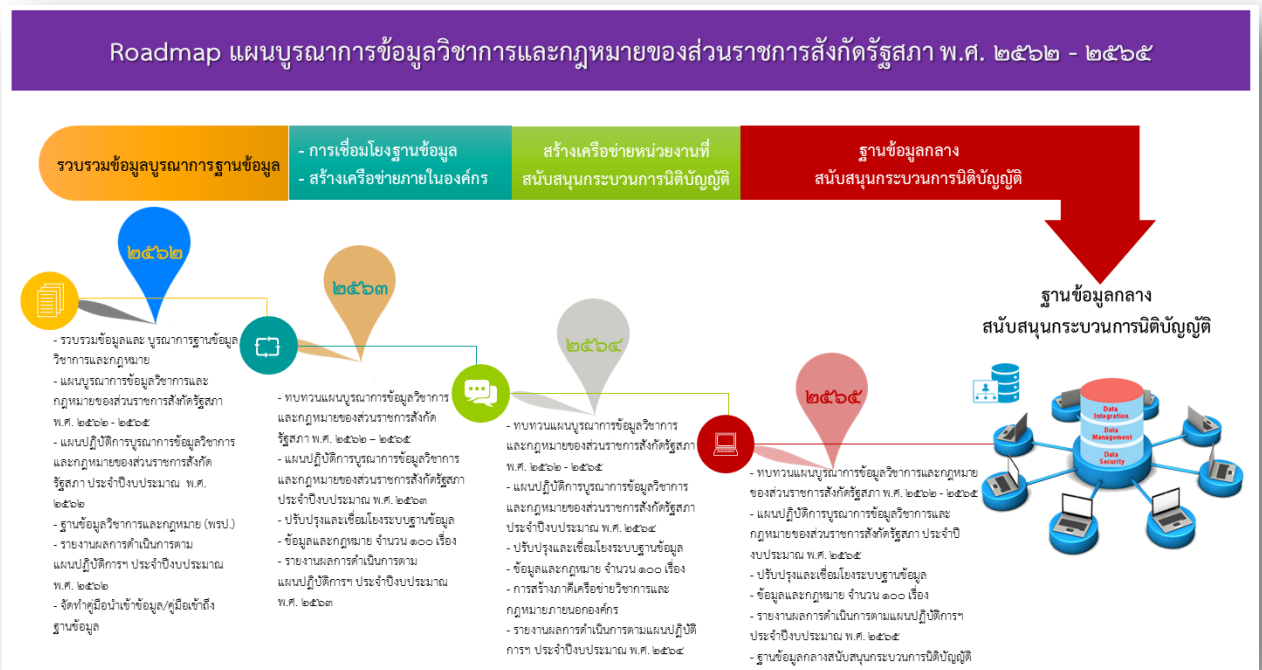 Roadmap แผนบูรณาการข้อมูลวิชาการและกฎหมายของส่วนราชการสังกัดรัฐสภา พ.ศ. ๒๕๖๒ - ๒๕๖๕
รวบรวมข้อมูลบูรณาการฐานข้อมูล
- การเชื่อมโยงฐานข้อมูล
- สร้างเครือข่ายภายในองค์กร
สร้างเครือข่ายหน่วยงานที่
สนับสนุนกระบวนการนิติบัญญัติ
ฐานข้อมูลกลาง
สนับสนุนกระบวนการนิติบัญญัติ
๒๕๖๒
- รวบรวมข้อมูลและ บูรณาการฐานข้อมูล
วิชาการและกฎหมาย
- แผนบูรณาการข้อมูลวิชาการและ
กฎหมายของส่วนราชการสังกัดรัฐสภา
พ.ศ. ๒๕๖๒ - ๒๕๖๕
- แผนปฏิบัติการบูรณาการข้อมูลวิชาการ
และกฎหมายของส่วนราชการสังกัด
รัฐสภา ประจำปีงบประมาณ พ.ศ.
๒๕๖๒
- ฐานข้อมูลวิชาการและกฎหมาย (พรป.)
- รายงานผลการดำเนินการตาม
แผนปฏิบัติการฯ ประจำปีงบประมาณ
พ.ศ. ๒๕๖๒
- จัดทำคู่มือนำเข้าข้อมูล/คู่มือเข้าถึง
ฐานข้อมูล
๒๕๖๓
- ทบทวนแผนบูรณาการข้อมูลวิชาการ
และกฎหมายของส่วนราชการสังกัด
รัฐสภา พ.ศ. ๒๕๖๒ – ๒๕๖๕
- แผนปฏิบัติการบูรณาการข้อมูลวิชาการ
และกฎหมายของส่วนราชการสังกัดรัฐสภา
ประจำปีงบประมาณ พ.ศ. ๒๕๖๓
- ปรับปรุงและเชื่อมโยงระบบฐานข้อมูล
- ข้อมูลและกฎหมาย จำนวน ๑๐๐ เรื่อง
- รายงานผลการดำเนินการตาม
แผนปฏิบัติการฯ ประจำปีงบประมาณ
พ.ศ. ๒๕๖๓
๒๕๖๔
- ทบทวนแผนบูรณาการข้อมูลวิชาการ
และกฎหมายของส่วนราชการสังกัดรัฐสภา
พ.ศ. ๒๕๖๒ - ๒๕๖๕
- แผนปฏิบัติการบูรณาการข้อมูลวิชาการ
และกฎหมายของส่วนราชการสังกัดรัฐสภา
ประจำปีงบประมาณ พ.ศ. ๒๕๖๔
- ปรับปรุงและเชื่อมโยงระบบฐานข้อมูล
- ข้อมูลและกฎหมาย จำนวน ๑๐๐ เรื่อง
- การสร้างภาคีเครือข่ายวิชาการและ
กฎหมายภายนอกองค์กร
- รายงานผลการดำเนินการตามแผนปฏิบัติ
การฯ ประจำปีงบประมาณ พ.ศ. ๒๕๖๔
๒๕๖๕
- ทบทวนแผนบูรณาการข้อมูลวิชาการและกฎหมาย
ของส่วนราชการสังกัดรัฐสภา พ.ศ. ๒๕๖๒ - ๒๕๖๕
- แผนปฏิบัติการบูรณาการข้อมูลวิชาการและ
กฎหมายของส่วนราชการสังกัดรัฐสภา ประจำปี
งบประมาณ พ.ศ. ๒๕๖๕
- ปรับปรุงและเชื่อมโยงระบบฐานข้อมูล
- ข้อมูลและกฎหมาย จำนวน ๑๐๐ เรื่อง
- รายงานผลการดำเนินการตามแผนปฏิบัติการฯ
ประจำปีงบประมาณ พ.ศ. ๒๕๖๕
- ฐานข้อมูลกลางสนับสนุนกระบวนการนิติบัญญัติ
ฐานข้อมูลกลาง
สนับสนุนกระบวนการนิติบัญญัติ
Data
Integration
Data
Management
Data
Security